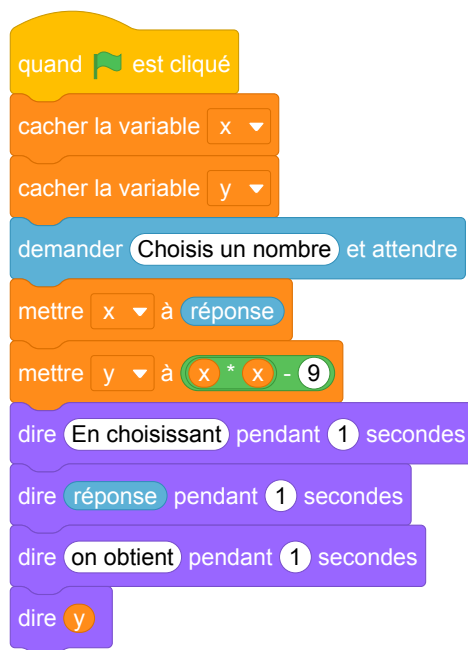 quand est cliqué
cacher la variable x
cacher la variable y
demander Choisis un nombre et attendre
mettre x à réponse
mettre y à x * x - 9
dire En choisissant pendant 1 secondes
dire réponse pendant 1 secondes
dire on obtient pendant 1 secondes
dire y